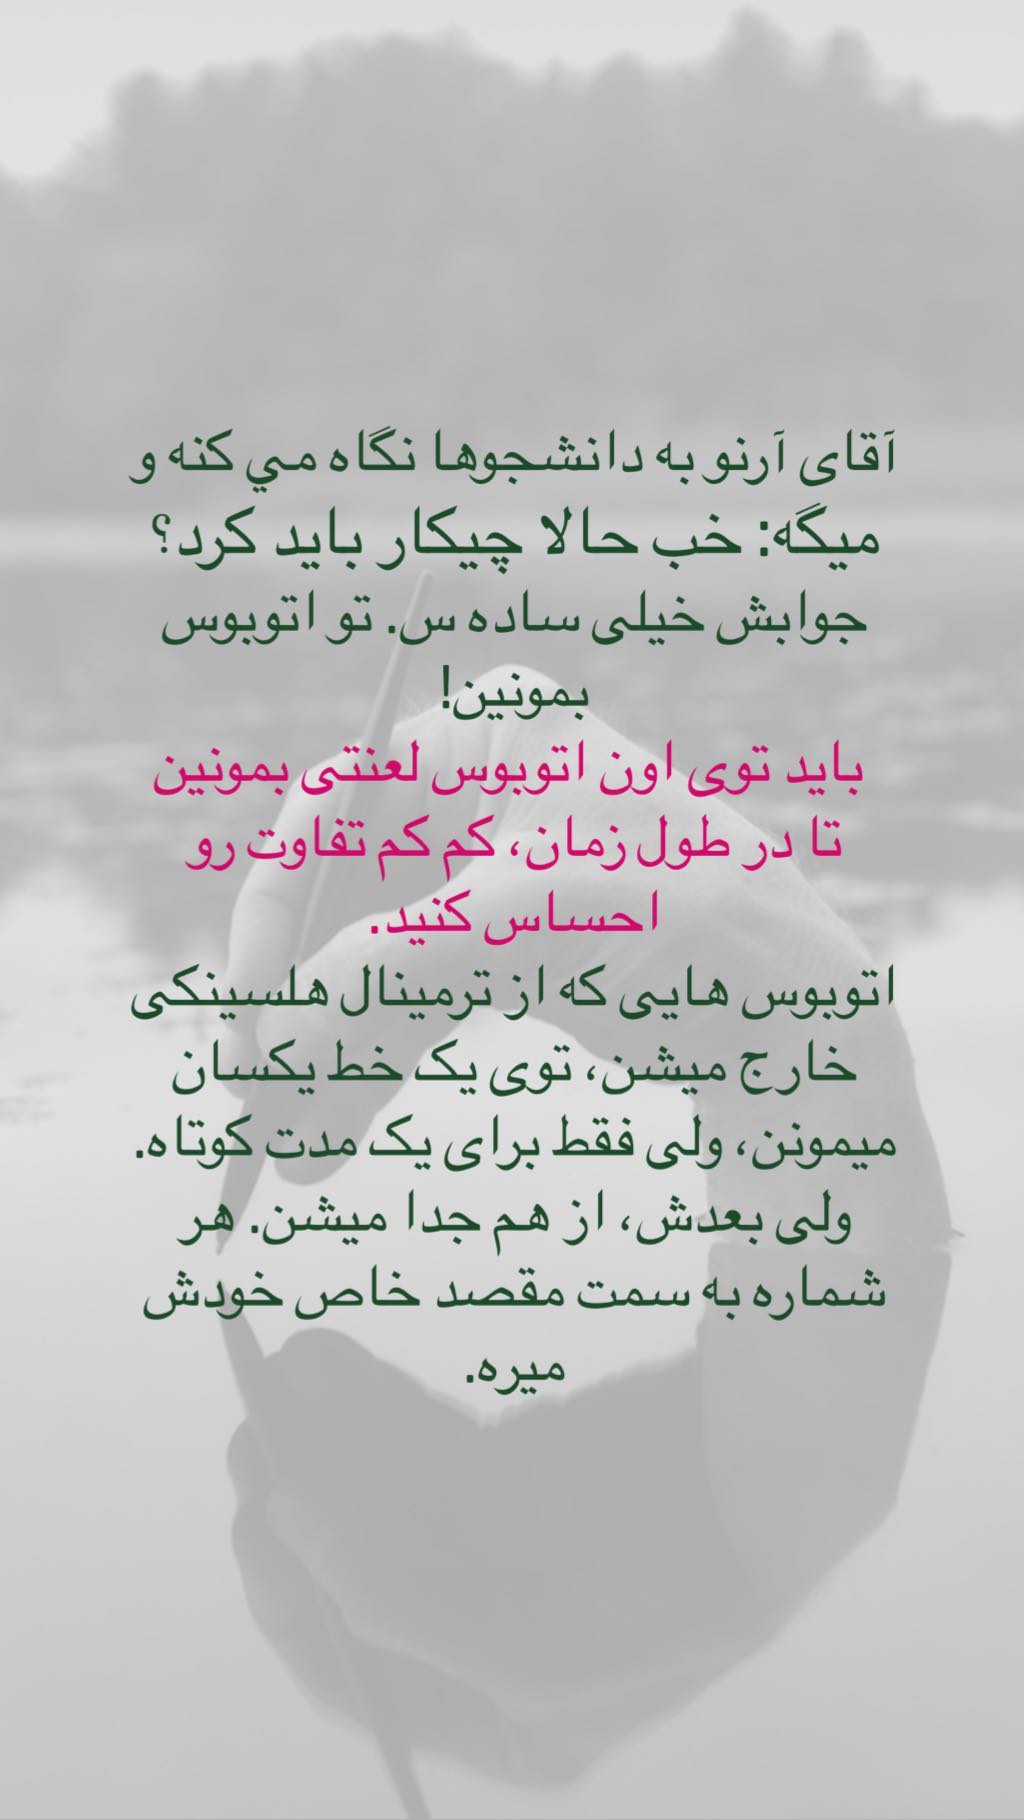 آقای آرنو به دانشجوها نگاه مي کنه و
میگه: خب حالا چیکار باید کرد؟
جوابش خیلی ساده س. تو اتوبوس
بمونین!
باید توی اون اتوبوس لعنتی بمونین
تا در طول زمان، کم کم تفاوت رو
احساس کنید.
اتوبوس هایی که از ترمینال هلسینکی
خارج میشن، توی یک خط یکسان
میمونن، ولی فقط برای یک مدت کوتاه.
ولی بعدش، از هم جدا میشن. هر
شماره به سمت مقصد خاص خودش
میره.